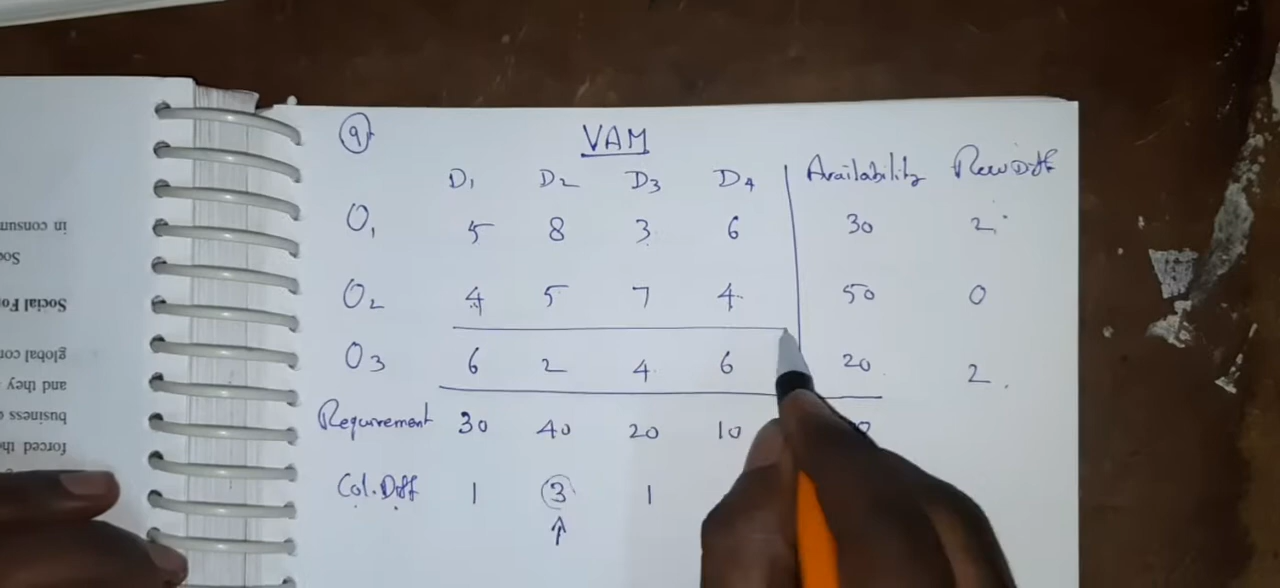 9
VAM
D1 D2 D3 D4 Availability Row Diff
O1 5 8 3 6 30 2
O2 4 5 7 4 50 0
O3 6 2 4 6 20 2
Requirement 30 40 20 10
Col. Diff 1 3 1
in consum
Soc
Social Fo
global cor
and they
business
forced the